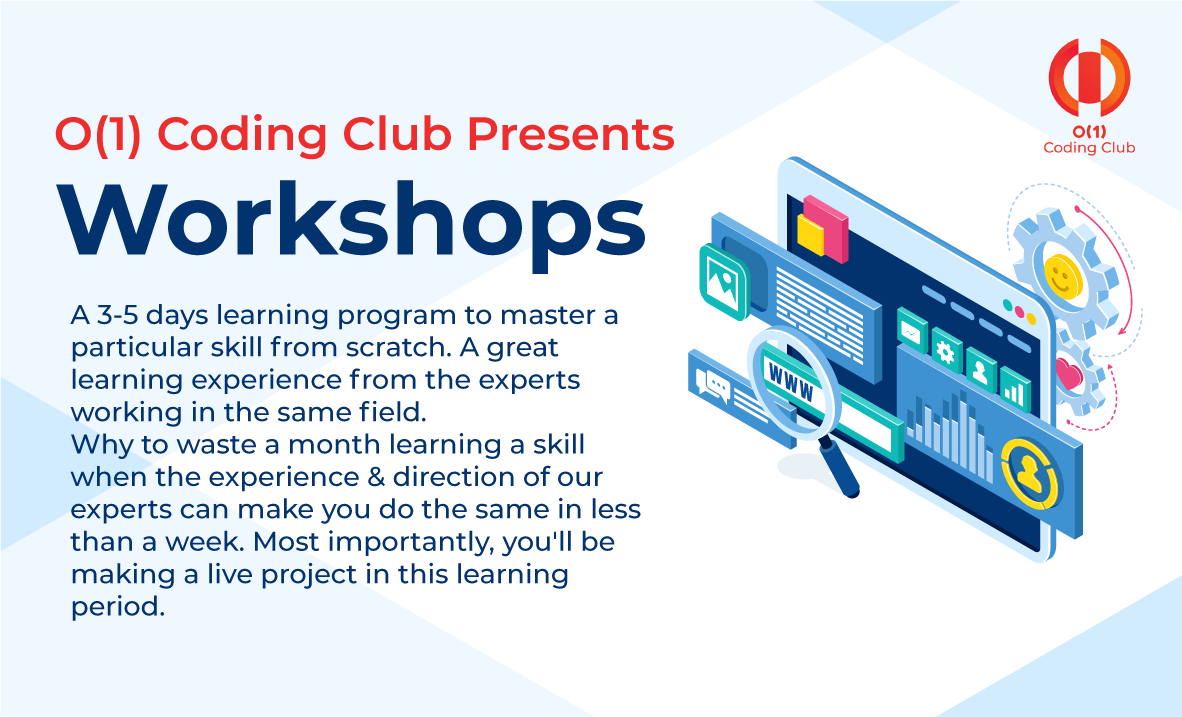 O(1)
Coding Club
O(1) Coding Club Presents
Workshops
A 3-5 days learning program to master a
particular skill from scratch. A great
learning experience from the experts
working in the same field.
Why to waste a month learning a skill
when the experience & direction of our
experts can make you do the same in less
than a week. Most importantly, you'll be
making a live project in this learning
period.
WWW